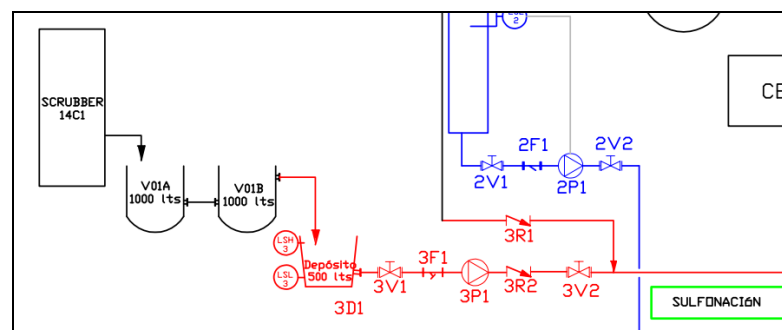 2
SCRUBBER
14C1
CE
2F1
2V2
V01A
1000 lts
V01B
1000 lts
2V1
2P1
3R1
LSH
3
3F1
Depósito
500 lts
LSL
3
3V1
3P1
3R2
3V2
3D1
SULFONACIÓN